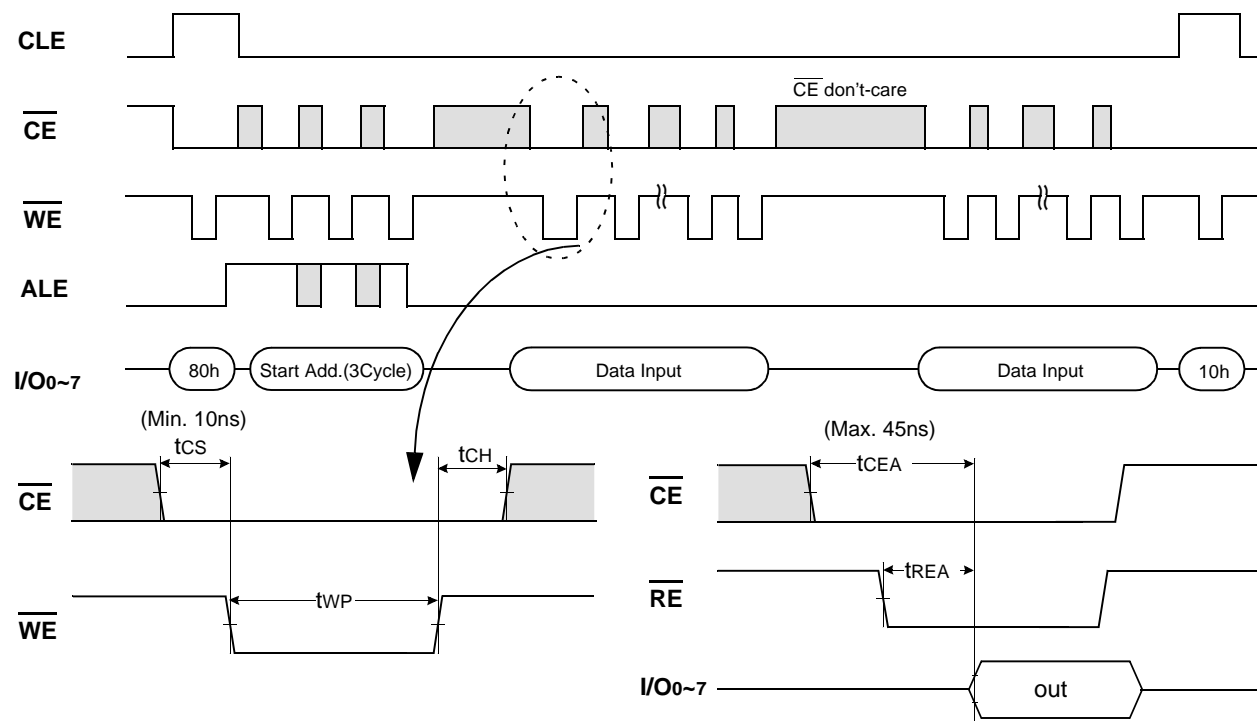 CLE
CE don't-care
CE
WE
ALE
I/O0~7 80h Start Add.(3Cycle) Data Input Data Input 10h
(Min. 10ns)
tCS tCH
CE
tWP
WE
(Max. 45ns)
tCEA
CE
tREA
RE
I/O0~7 out